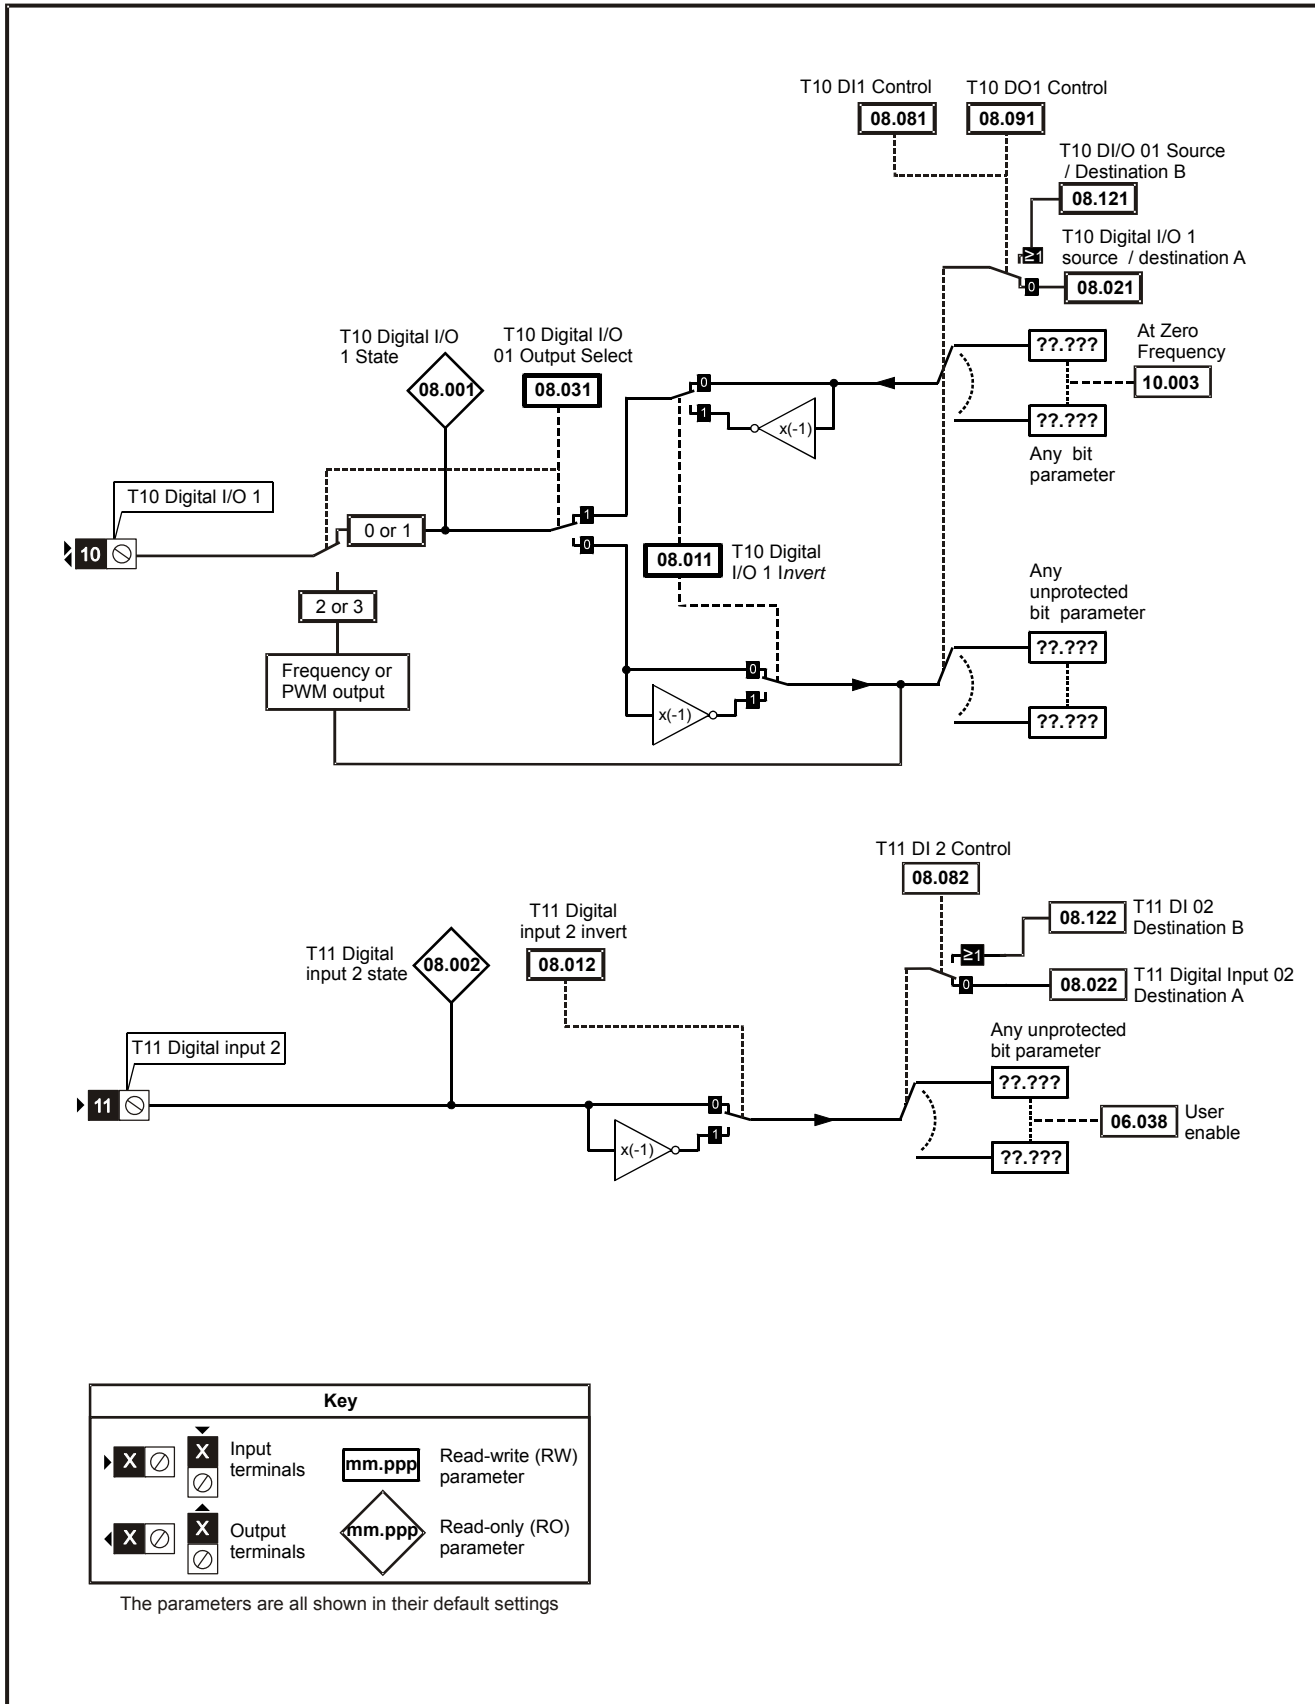 T10 DI1 Control
T10 DO1 Control
08.081
08.091
T10 DI/O 01 Source
/ Destination B
08.121
≥1
T10 Digital I/O 1
source / destination A
0
08.021
T10 Digital I/O
1 State
08.001
T10 Digital I/O
01 Output Select
08.031
0
1
x(-1)
??.???
??.???
At Zero
Frequency
10.003
Any bit
parameter
T10 Digital I/O 1
10
0 or 1
1
0
2 or 3
Frequency or
PWM output
08.011
T10 Digital
I/O 1 Invert
0
1
x(-1)
Any
unprotected
bit parameter
??.???
??.???
T11 DI 2 Control
08.082
≥1
0
08.122
T11 DI 02
Destination B
08.022
T11 Digital Input 02
Destination A
T11 Digital
input 2 state
08.002
T11 Digital
input 2 invert
08.012
T11 Digital input 2
11
0
1
x(-1)
Any unprotected
bit parameter
??.???
??.???
06.038
User
enable
Key
X
X
Input
terminals
mm.ppp
Read-write (RW)
parameter
X
X
Output
terminals
mm.ppp
Read-only (RO)
parameter
The parameters are all shown in their default settings